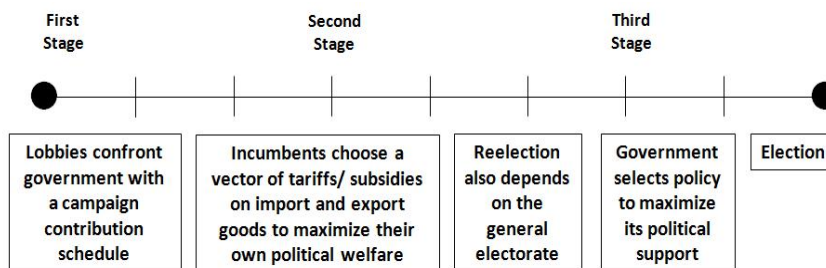 First
Stage
Second
Stage
Third
Stage
Lobbies confront
government with
a campaign
contribution
schedule
Incumbents choose a
vector of tariffs/ subsidies
on import and export
goods to maximize their
own political welfare
Reelection
also depends
on the
general
electorate
Government
selects policy
to maximize
its political
support
Election